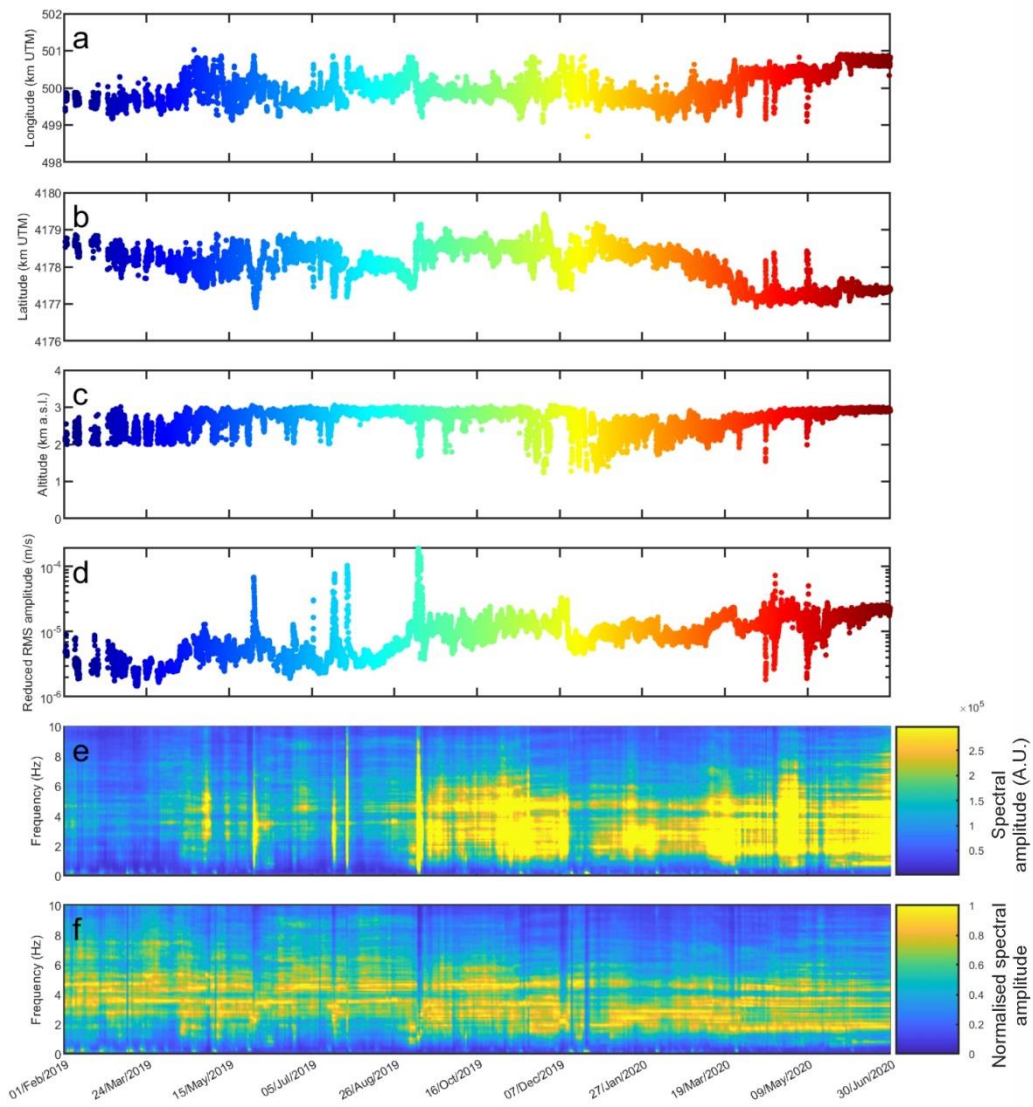 a
Longitude (km UTM)
502
501
500
499
498
b
Latitude (km UTM)
4180
4179
4178
4177
4176
c
Altitude (km a.s.l.)
4
3
2
1
0
d
Reduced RMS amplitude (m/s)
10⁻⁴
10⁻⁵
10⁻⁶
e
Frequency (Hz)
10
8
6
4
2
0
×10⁵
2.5
2
1.5
1
0.5
Spectral
amplitude (A.U.)
f
Frequency (Hz)
10
8
6
4
2
0
1
0.8
0.6
0.4
0.2
0
Normalised spectral
amplitude
01/Feb/2019
24/Mar/2019
15/May/2019
05/Jul/2019
26/Aug/2019
16/Oct/2019
07/Dec/2019
27/Jan/2020
19/Mar/2020
09/May/2020
30/Jun/2020